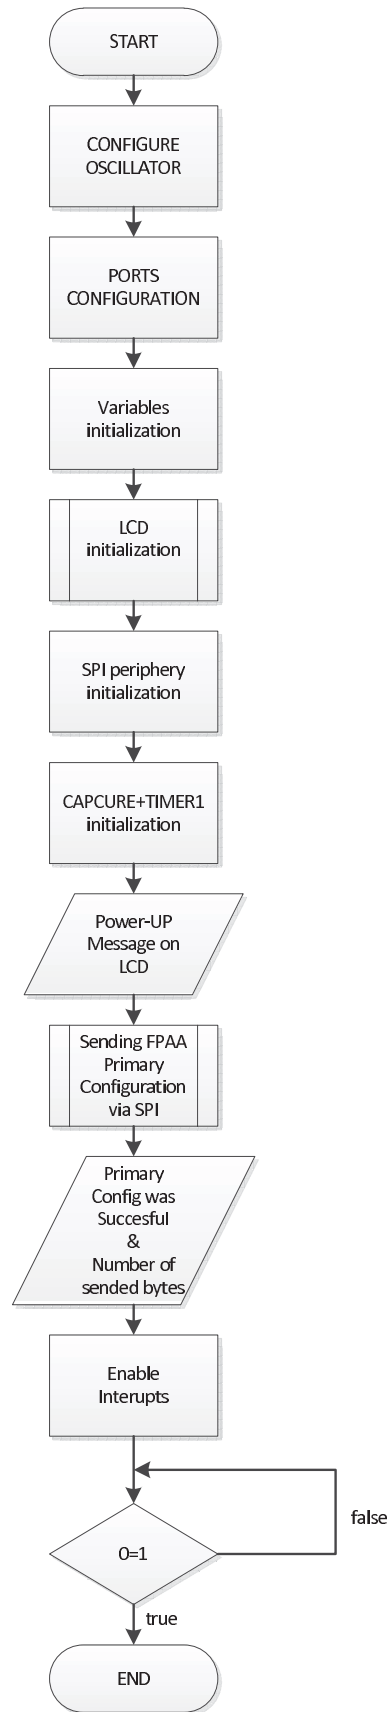 START
CONFIGURE
OSCILLATOR
PORTS
CONFIGURATION
Variables
initialization
LCD
initialization
SPI periphery
initialization
CAPCURE+TIMER1
initialization
Power-UP
Message on
LCD
Sending FPAA
Primary
Configuration
via SPI
Primary
Config was
Succesful
&
Number of
sended bytes
Enable
Interupts
false
0=1
true
END